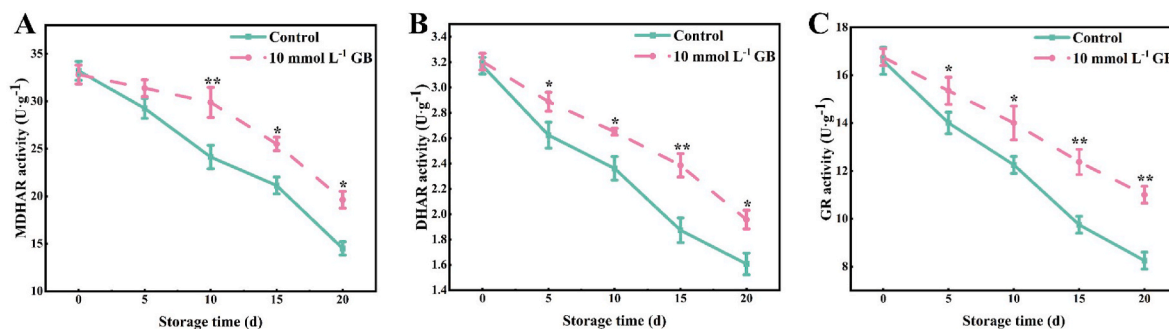 A
Control
10 mmol L⁻¹ GB
MDHAR activity (U·g⁻¹)
35
30
25
20
15
10
**
*
*
0 5 10 15 20
Storage time (d)
B
Control
10 mmol L⁻¹ GB
DHAR activity (U·g⁻¹)
3.4
3.2
3.0
2.8
2.6
2.4
2.2
2.0
1.8
1.6
1.4
*
*
**
*
0 5 10 15 20
Storage time (d)
C
Control
10 mmol L⁻¹ GB
GR activity (U·g⁻¹)
18
16
14
12
10
8
*
*
**
**
0 5 10 15 20
Storage time (d)